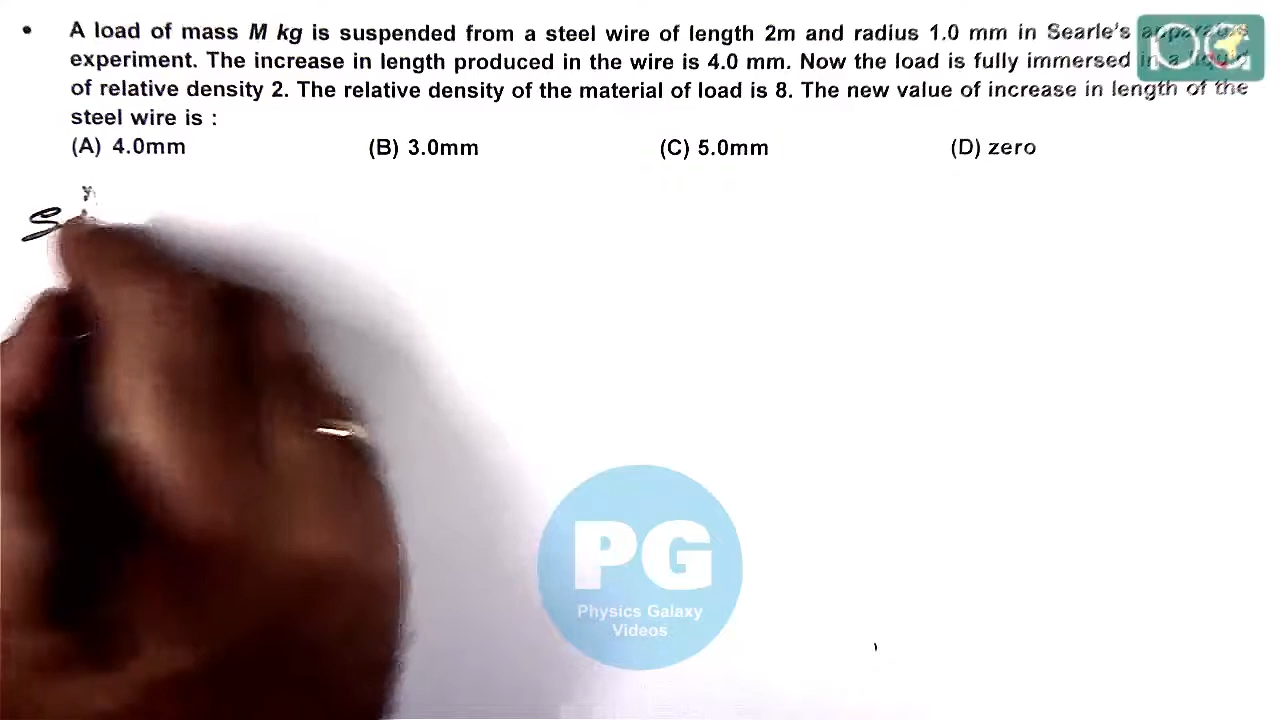 • A load of mass M kg is suspended from a steel wire of length 2m and radius 1.0 mm in Searle's apparatus
experiment. The increase in length produced in the wire is 4.0 mm. Now the load is fully immersed in a liquid
of relative density 2. The relative density of the material of load is 8. The new value of increase in length of the
steel wire is :
(A) 4.0mm (B) 3.0mm (C) 5.0mm (D) zero
S
PG
Physics Galaxy
Videos